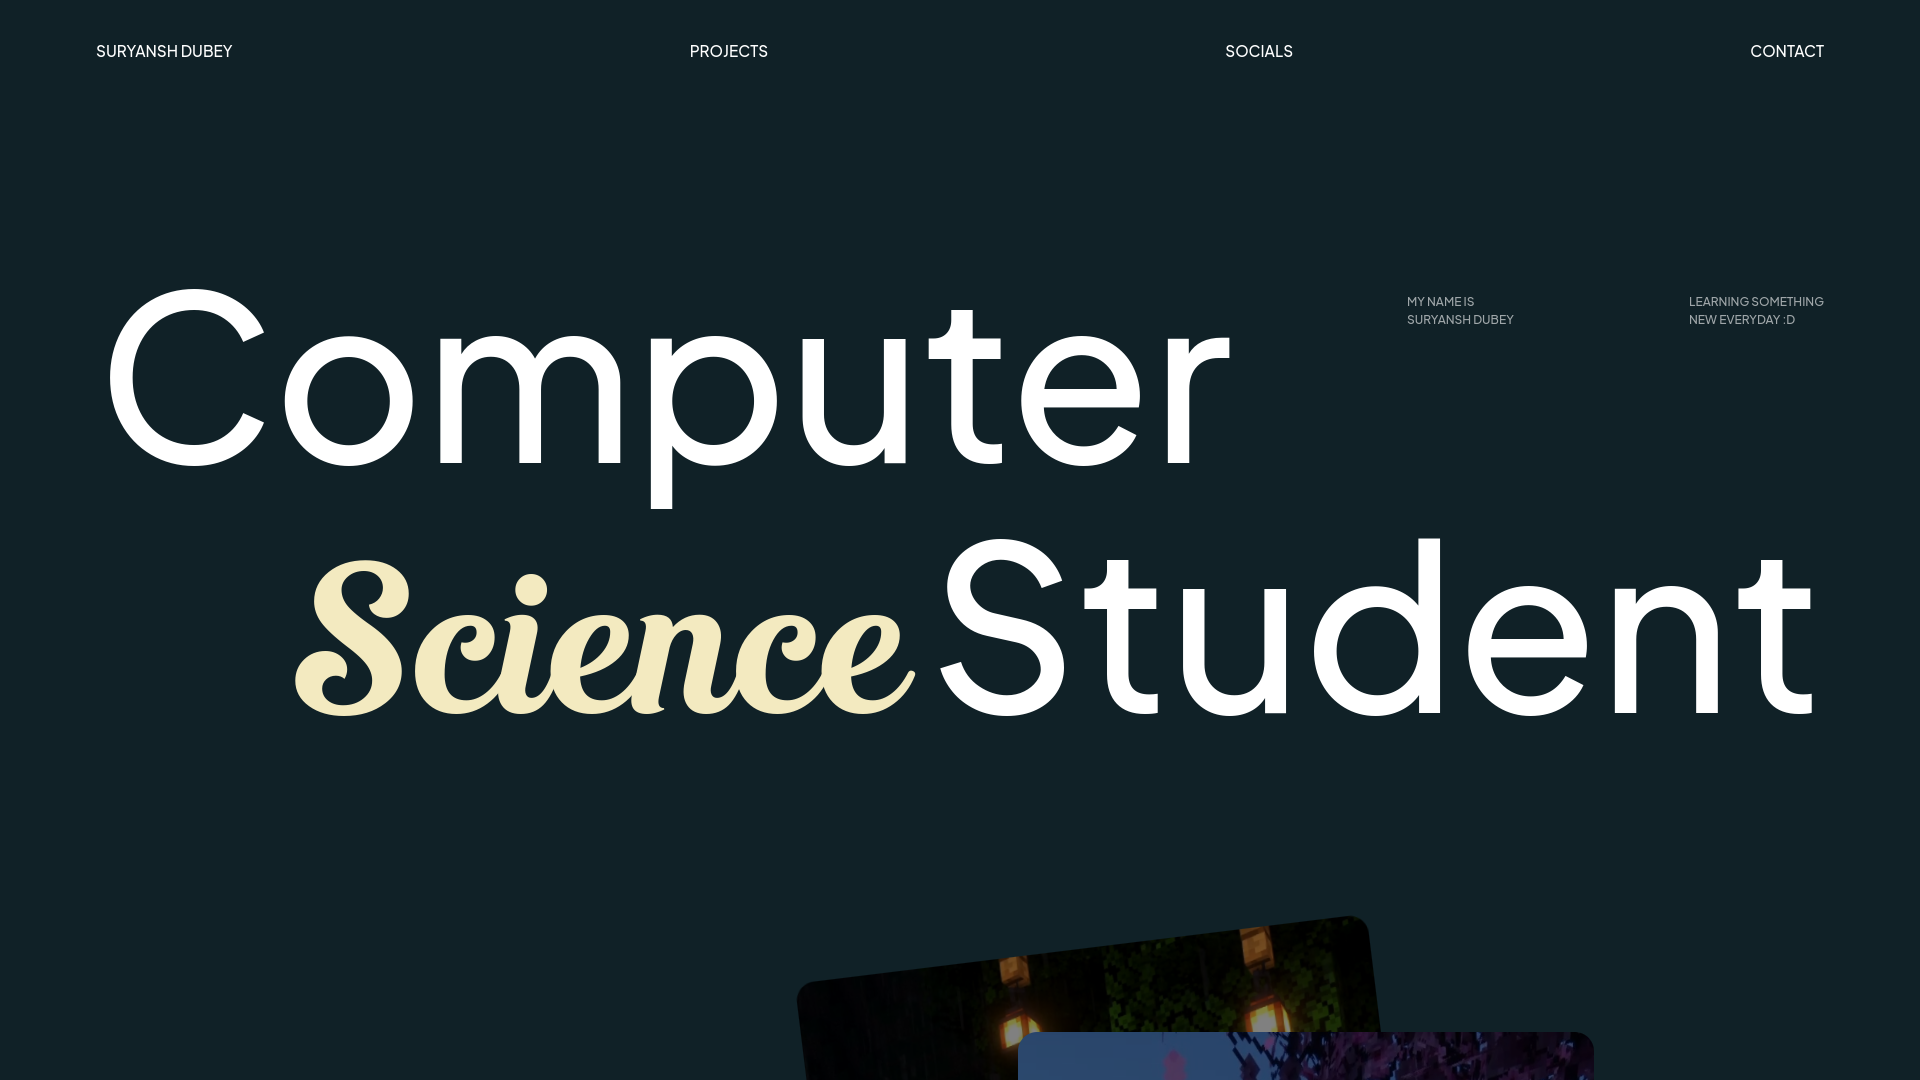 SURYANSH DUBEY PROJECTS SOCIALS CONTACT
Computer
MY NAME IS
SURYANSH DUBEY
LEARNING SOMETHING
NEW EVERYDAY :D
Science Student